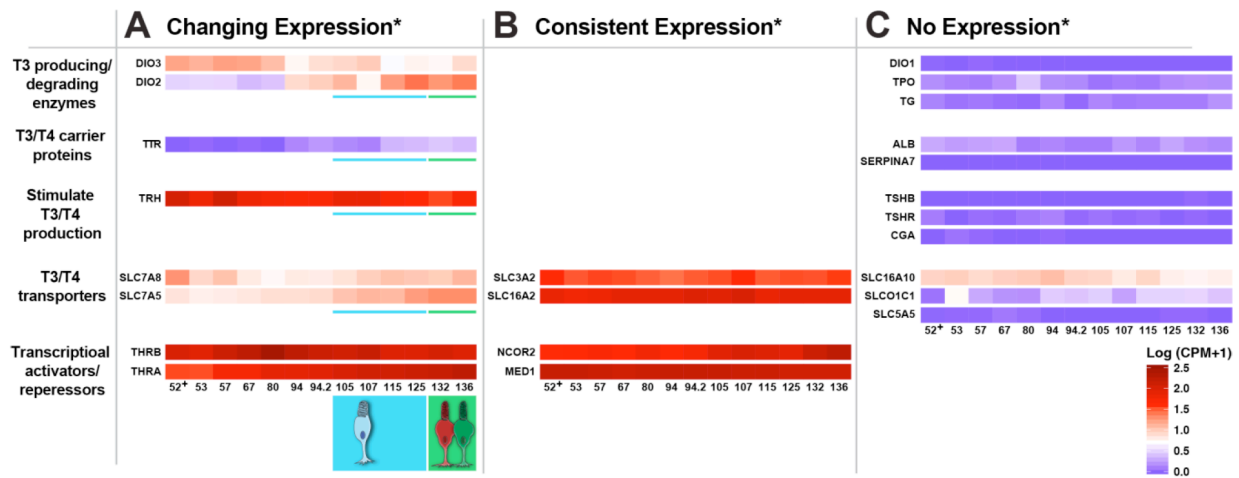 A Changing Expression*
B Consistent Expression*
C No Expression*
T3 producing/
degrading
enzymes
DIO3
DIO2
DIO1
TPO
TG
T3/T4 carrier
proteins
TTR
ALB
SERPINA7
Stimulate
T3/T4
production
TRH
TSHB
TSHR
CGA
T3/T4
transporters
SLC7A8
SLC7A5
SLC3A2
SLC16A2
SLC16A10
SLCO1C1
SLC5A5
52+ 53 57 67 80 94 94.2 105 107 115 125 132 136
Transcriptioal
activators/
reperessors
THRB
THRA
52+ 53 57 67 80 94 94.2 105 107 115 125 132 136
NCOR2
MED1
52+ 53 57 67 80 94 94.2 105 107 115 125 132 136
Log (CPM+1)
2.5
2.0
1.5
1.0
0.5
0.0